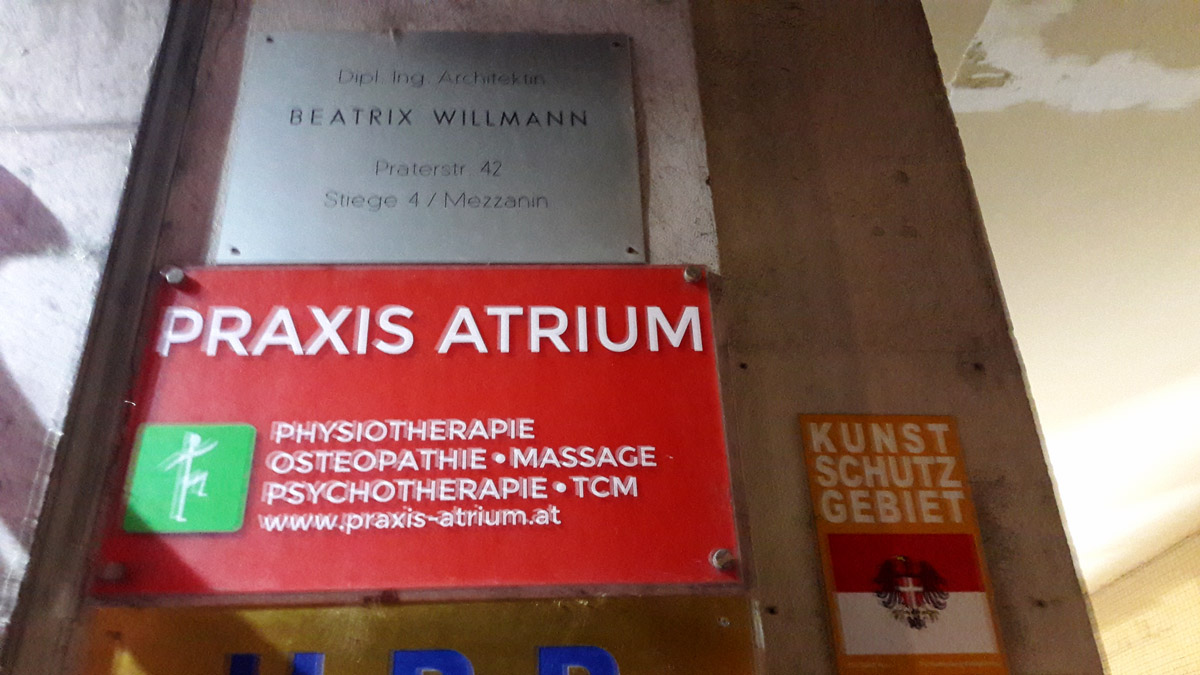 Dipl. Ing. Architektin
BEATRIX WILLMANN
Praterstr. 42
Stiege 4 / Mezzanin
PRAXIS ATRIUM
PHYSIOTHERAPIE
OSTEOPATHIE • MASSAGE
PSYCHOTHERAPIE • TCM
www.praxis-atrium.at
KUNST
SCHUTZ
GEBIET